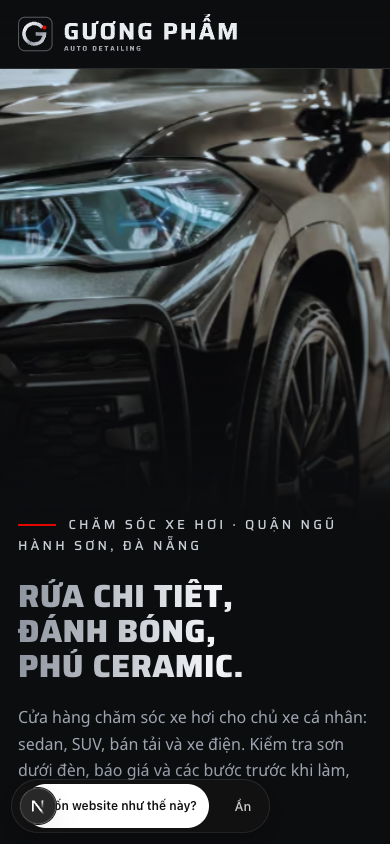 GƯƠNG PHẨM
AUTO DETAILING
CHĂM SÓC XE HƠI · QUẬN NGŨ
HÀNH SƠN, ĐÀ NẴNG
RỬA CHI TIẾT,
ĐÁNH BÓNG,
PHỦ CERAMIC.
Cửa hàng chăm sóc xe hơi cho chủ xe cá nhân:
sedan, SUV, bán tải và xe điện. Kiểm tra sơn
dưới đèn, báo giá và các bước trước khi làm,
N website như thế này? Ẩn